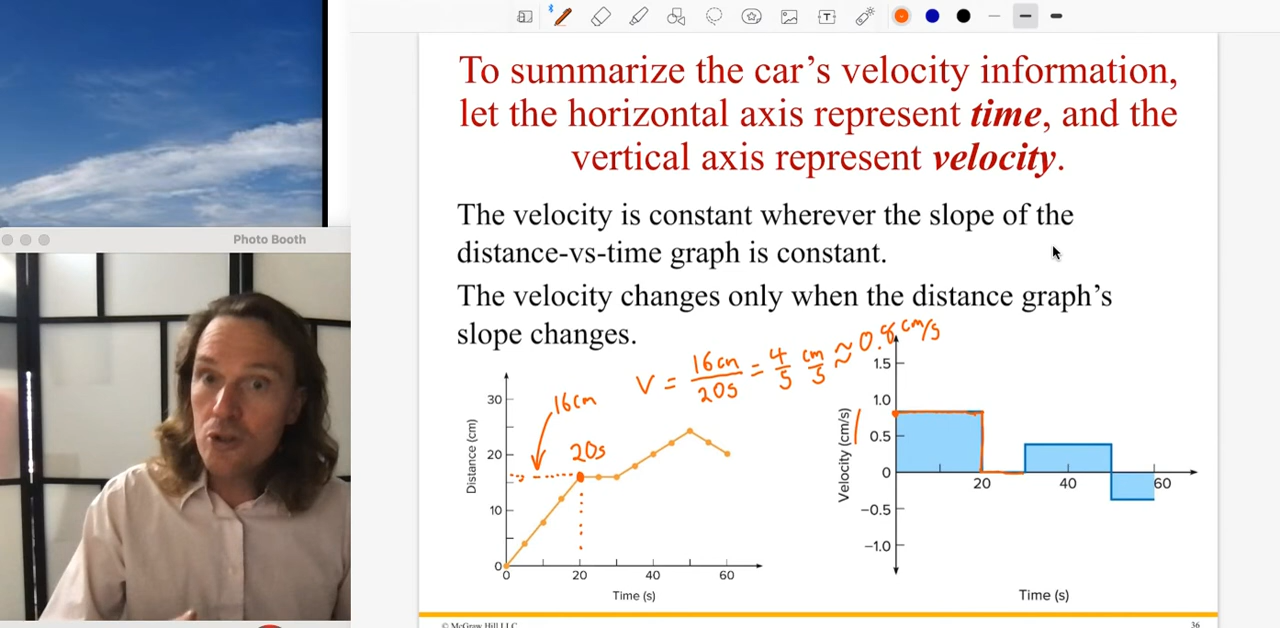 To summarize the car’s velocity information,
let the horizontal axis represent time, and the
vertical axis represent velocity.
Photo Booth
The velocity is constant wherever the slope of the
distance-vs-time graph is constant.
The velocity changes only when the distance graph’s
slope changes.
V = 16cm/20s = 4/5 cm/s ≈ 0.8 cm/s
16cm
20s
Distance (cm)
30
20
10
0
0
20
40
60
Time (s)
Velocity (cm/s)
1.5
1.0
0.5
0
−0.5
−1.0
20
40
60
Time (s)
© McGraw Hill LLC
36